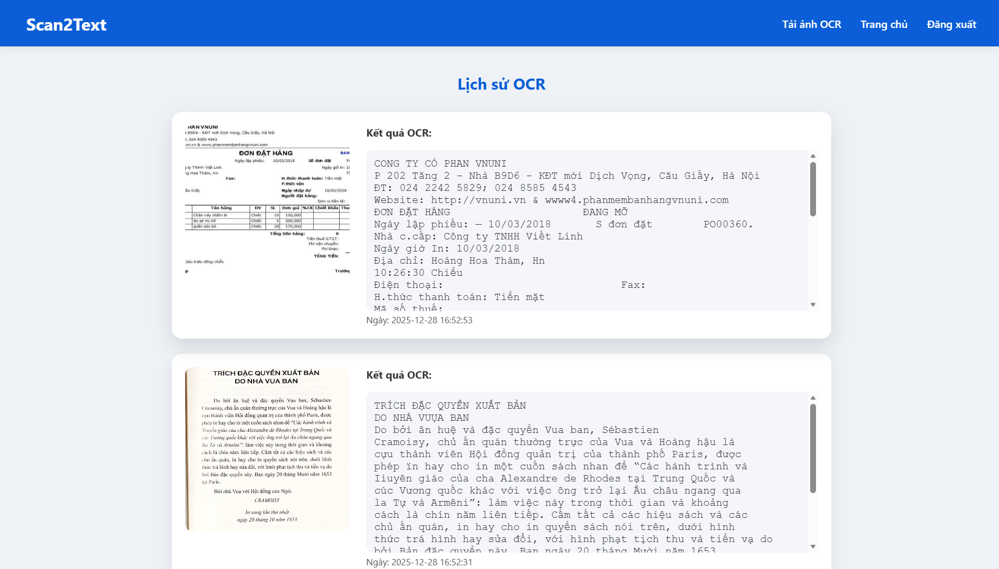 Scan2Text
Tải ảnh OCR
Trang chủ
Đăng xuất
Lịch sử OCR
HAN VNUNI
B9D6 - KĐT mới Dịch Vọng, Cầu Giấy, Hà Nội
; 024 8585 4543
uni.vn & www.phanmembanhangvnuni.com
ĐƠN ĐẶT HÀNG ĐAN
Ngày lập phiếu: 10/03/2018 Số đơn đặt
g ty TNHH Việt Linh Ngày giờ in: 10
ng Hoa Thám, Hn
Fax: H.thức thanh toán: Tiền mặt
P.thức vận
ầu Giấy Ngày nhập dự 10/03/2018
Người đặt hàng:
Đơn vị tiền tệ:
Tên hàng ĐV SL Đơn giá %CK Chiết khấu Thu
Chân váy chấm bi Chiếc 10 150,000
áo sơ mi nữ Chiếc 5 200,000
quần sóc bò Chiếc 20 175,000
Tổng tiền hàng: 0
Tiền thuế GTGT:
Phí vận chuyển:
Phí khác:
TỔNG TIỀN:
Sáu triệu đồng chẵn.
p Trưởng
Kết quả OCR:
CONG TY CÓ PHAN VNUNI
P 202 Tăng 2 - Nhà B9D6 - KĐT mới Dịch Vọng, Cău Giấy, Hà Nội
ĐT: 024 2242 5829; 024 8585 4543
Website: http://vnuni.vn & wwww4.phanmembanhangvnuni.com
ĐƠN ĐẶT HÀNG ĐANG MỠ
Ngày lập phiếu: — 10/03/2018 S đơn đặt PO00360.
Nhà c.cấp: Công ty TNHH Viết Linh
Ngày giờ In: 10/03/2018
Địa chỉ: Hoàng Hoa Thám, Hn
10:26:30 Chiều
Điện thoại: Fax:
H.thức thanh toán: Tiền mặt
Mã số thuế:
Ngày: 2025-12-28 16:52:53
TRÍCH ĐẶC QUYỀN XUẤT BẢN
DO NHÀ VUA BAN
Do bởi ân huệ và đặc quyền Vua ban, Sébastien
Cramoisy, chủ ấn quán thường trực của Vua và Hoàng hậu là
cựu thành viên Hội đồng quản trị của thành phố Paris, được
phép in hay cho in một cuốn sách nhan đề “Các hành trình và
Truyền giáo của cha Alexandre de Rhodes tại Trung Quốc và
các Vương quốc khác với việc ông trở lại Âu châu ngang qua
Ba Tư và Armêni”: làm việc này trong thời gian và khoảng
cách là chín năm liên tiếp. Cấm tất cả các hiệu sách và các
chủ ấn quán, in hay cho in quyển sách nói trên, dưới hình
thức trá hình hay sửa đổi, với hình phạt tịch thu và tiền vạ do
bởi Bản đặc quyền này. Ban ngày 20 tháng Mười năm 1653
tại Paris.
Bởi nhà Vua với Hội đồng của Ngài.
CRAMOISY
In xong lần thứ nhất
ngày 20 tháng 10 năm 1653
Kết quả OCR:
TRÍCH ĐẶC QUYỀN XUẤT BẢN
DO NHÀ VUỤA BAN
Do bởi ân huệ và đặc quyền Vua ban, Sébastien
Cramoisy, chủ ấn quán thường trực của Vua và Hoàng hậu là
cựu thành viên Hội đồng quản trị của thành phố Paris, được
phép ïn hay cho in một cuốn sách nhan đề “Các hành trình và
Iiuyên giáo của cha Alexandre de Rhodes tại Trung Quốc và
cúc Vương quốc khác với việc ông trở lại Âu châu ngang qua
la Tự và Armêni”: làm việc này trong thời gian và khoảng
cách là chín năm liên tiếp. Cấm tất cả các hiệu sách và các
chủ ấn quán, in hay cho in quyền sách nói trên, dưới hình
thức trá hình hay sửa đổi, với hình phạt tịch thu và tiền vạ do
bởi Bản đặc quyền này. Ban ngày 20 tháng Mười năm 1653
Ngày: 2025-12-28 16:52:31